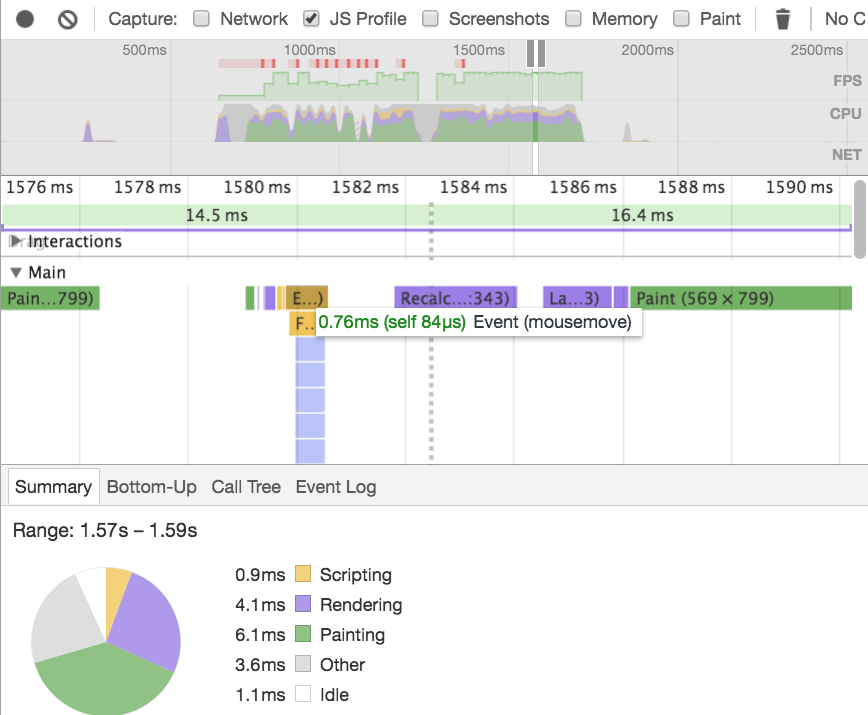 Capture: Network JS Profile Screenshots Memory Paint No C
500ms 1000ms 1500ms 2000ms 2500ms
FPS
CPU
NET
1576 ms 1578 ms 1580 ms 1582 ms 1584 ms 1586 ms 1588 ms 1590 ms
14.5 ms 16.4 ms
Interactions
Main
Pain...799) E...) Recalc...:343) La...3) Paint (569 × 799)
F.. 0.76ms (self 84µs) Event (mousemove)
Summary Bottom-Up Call Tree Event Log
Range: 1.57s – 1.59s
0.9ms Scripting
4.1ms Rendering
6.1ms Painting
3.6ms Other
1.1ms Idle